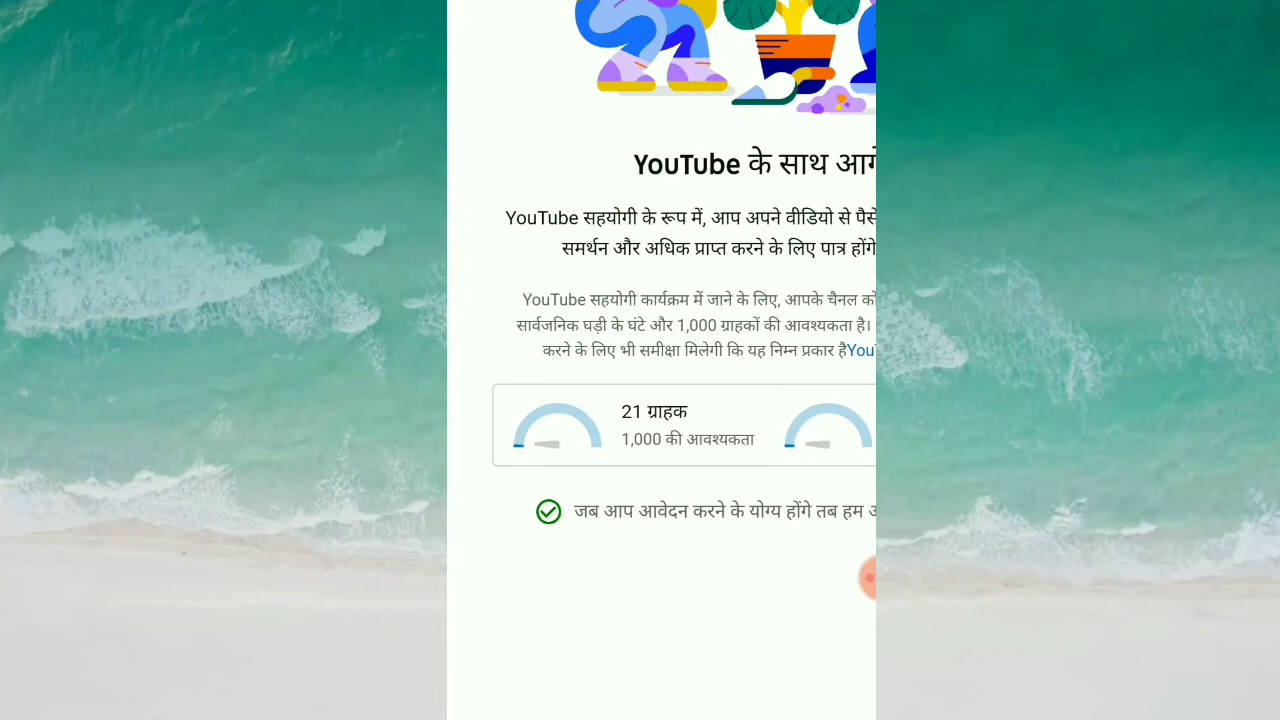 YouTube के साथ आगे
YouTube सहयोगी के रूप में, आप अपने वीडियो से पैसे
समर्थन और अधिक प्राप्त करने के लिए पात्र होंगे
YouTube सहयोगी कार्यक्रम में जाने के लिए, आपके चैनल को
सार्वजनिक घड़ी के घंटे और 1,000 ग्राहकों की आवश्यकता है।
करने के लिए भी समीक्षा मिलेगी कि यह निम्न प्रकार हैYou
21 ग्राहक
1,000 की आवश्यकता
जब आप आवेदन करने के योग्य होंगे तब हम